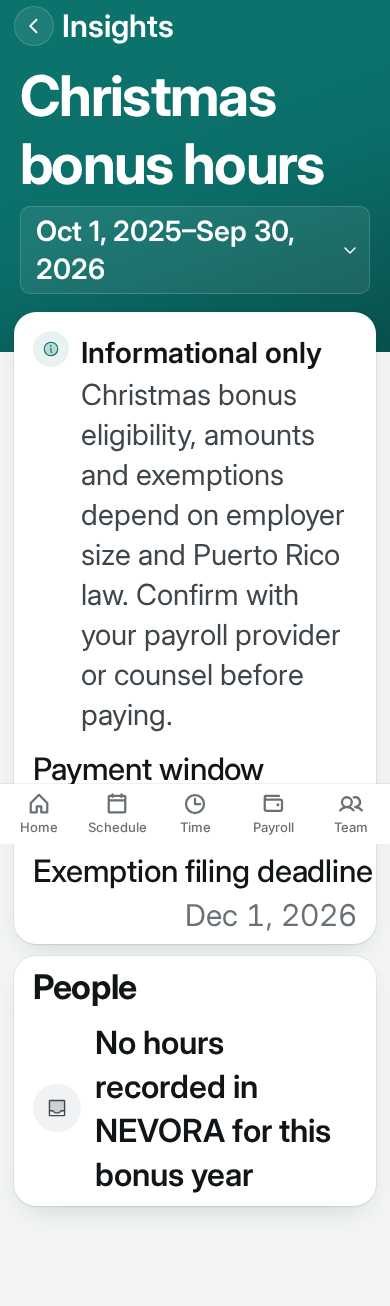 Insights
Christmas
bonus hours
Oct 1, 2025–Sep 30,
2026
Informational only
Christmas bonus
eligibility, amounts
and exemptions
depend on employer
size and Puerto Rico
law. Confirm with
your payroll provider
or counsel before
paying.
Payment window
Home Schedule Time Payroll Team
Exemption filing deadline
Dec 1, 2026
People
No hours
recorded in
NEVORA for this
bonus year